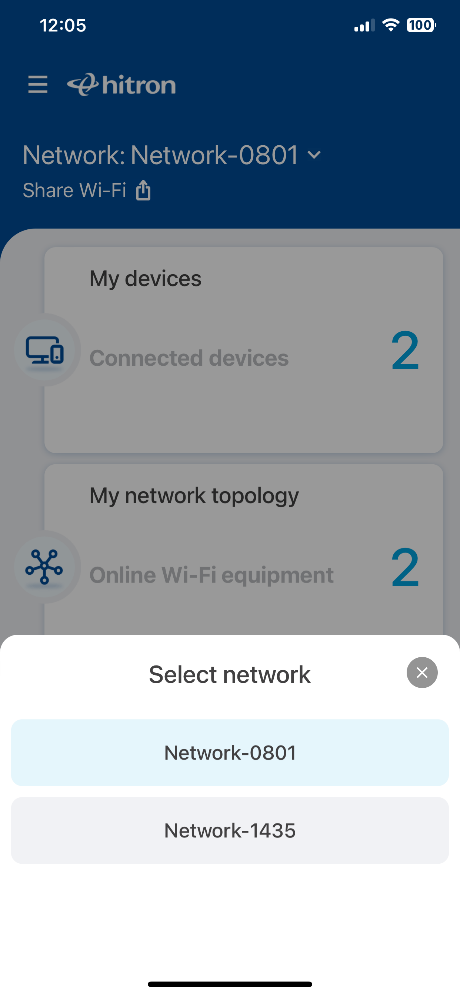 12:05
100
hitron
Network: Network-0801
Share Wi-Fi
My devices
Connected devices
2
My network topology
Online Wi-Fi equipment
2
Select network
Network-0801
Network-1435